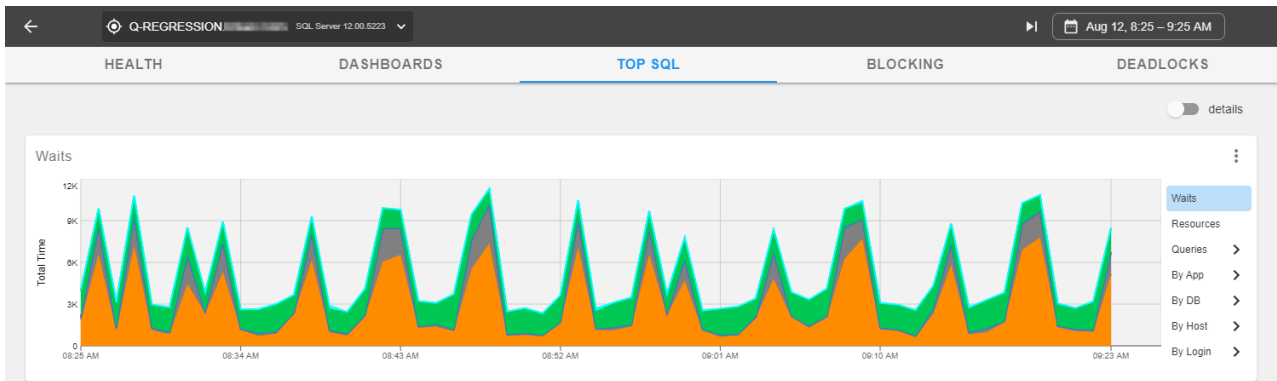 Q-REGRESSION SQL Server 12.00.5223 Aug 12, 8:25 – 9:25 AM
HEALTH DASHBOARDS TOP SQL BLOCKING DEADLOCKS
details
Waits
Total Time
12K
9K
6K
3K
0
08:25 AM 08:34 AM 08:43 AM 08:52 AM 09:01 AM 09:10 AM 09:23 AM
Waits
Resources
Queries
By App
By DB
By Host
By Login